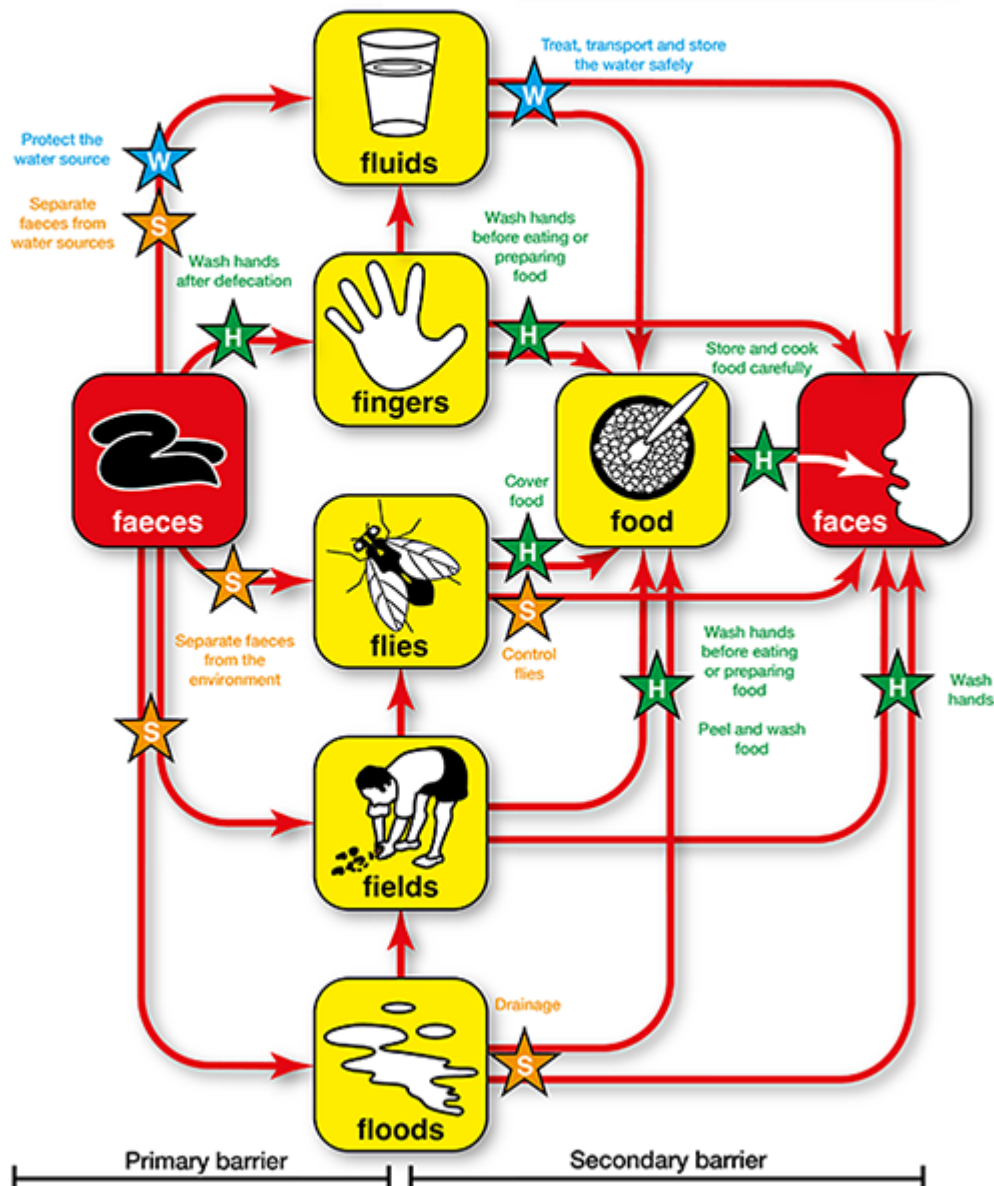 Treat, transport and store
the water safely
W
fluids
Protect the
water source
W
Separate
faeces from
water sources
S
Wash hands
after defecation
H
Wash hands
before eating or
preparing
food
H
fingers
Store and cook
food carefully
H
faeces
food
faces
Cover
food
H
S
Separate faeces
from the
environment
flies
S
Control
flies
Wash hands
before eating
or preparing
food
H
Peel and wash
food
H
Wash
hands
S
fields
Drainage
S
floods
Primary barrier
Secondary barrier